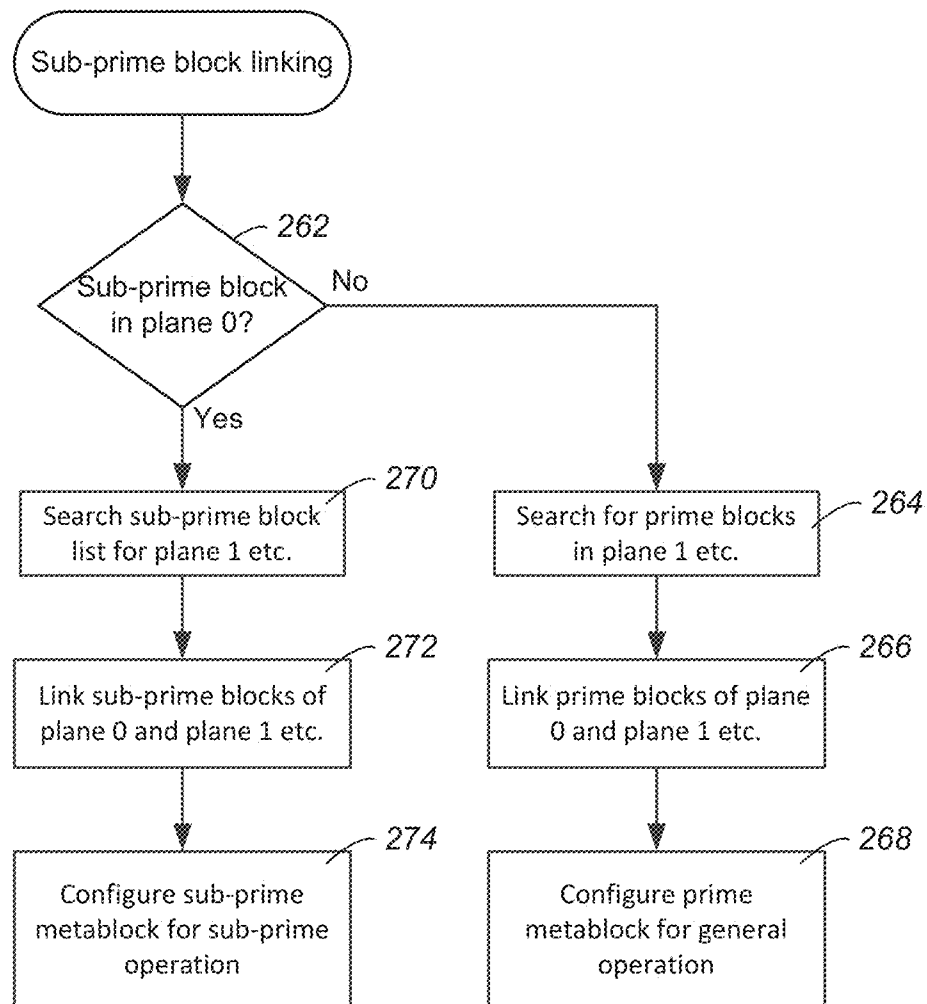 Sub-prime block linking
262
Sub-prime block
in plane 0?
No
Yes
270
Search sub-prime block
list for plane 1 etc.
264
Search for prime blocks
in plane 1 etc.
272
Link sub-prime blocks of
plane 0 and plane 1 etc.
266
Link prime blocks of plane
0 and plane 1 etc.
274
Configure sub-prime
metablock for sub-prime
operation
268
Configure prime
metablock for general
operation